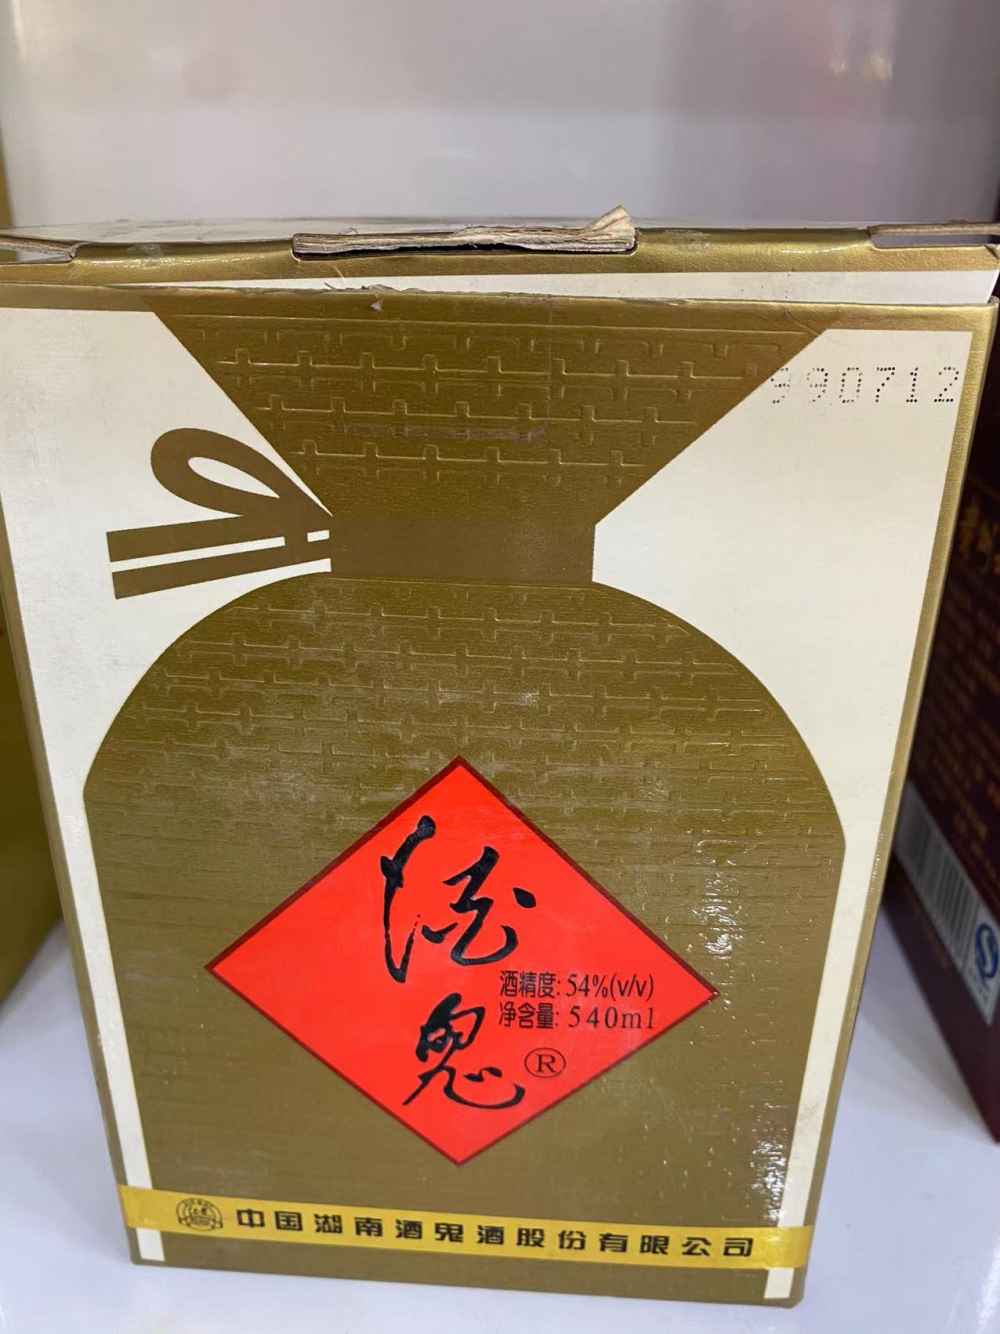 990712
酒
鬼
酒精度: 54%(v/v)
净含量: 540ml
®
中国湖南酒鬼酒股份有限公司